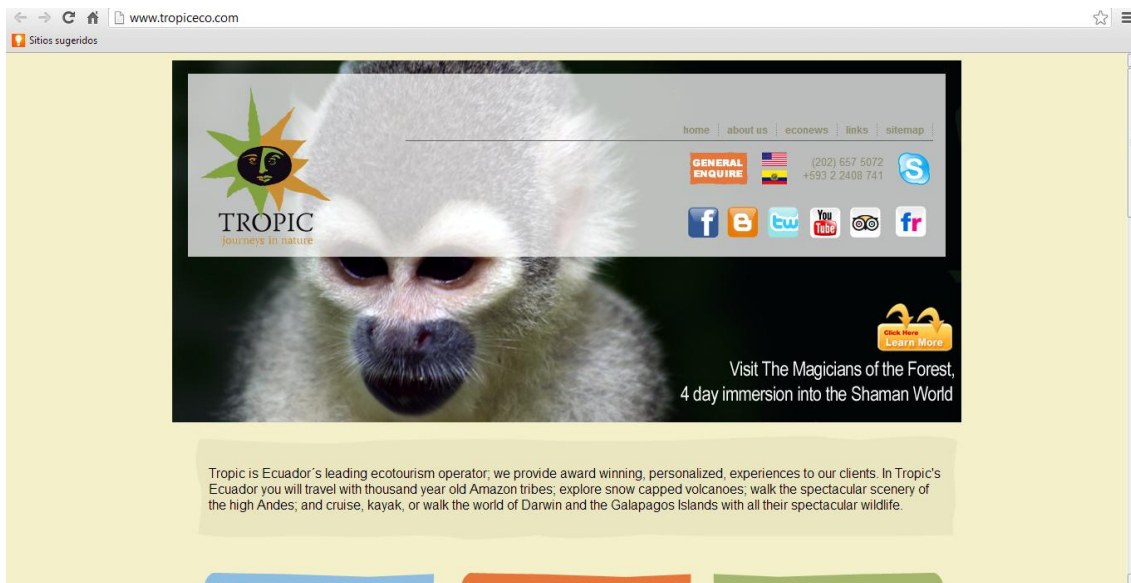 www.tropiceco.com
Sitios sugeridos
home | about us | econews | links | sitemap |
GENERAL
ENQUIRE
(202) 657 5072
+593 2 2408 741
TROPIC
journeys in nature
f
B
tw
You
Tube
fr
S
Click Here
Learn More
Visit The Magicians of the Forest,
4 day immersion into the Shaman World
Tropic is Ecuador´s leading ecotourism operator; we provide award winning, personalized, experiences to our clients. In Tropic's
Ecuador you will travel with thousand year old Amazon tribes; explore snow capped volcanoes; walk the spectacular scenery of
the high Andes; and cruise, kayak, or walk the world of Darwin and the Galapagos Islands with all their spectacular wildlife.